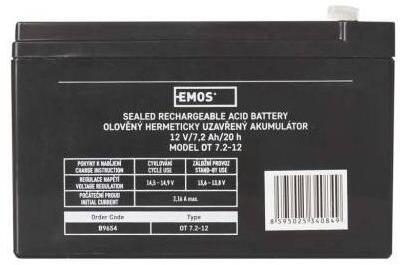 EMOS
SEALED RECHARGEABLE ACID BATTERY
OLOVĚNÝ HERMETICKY UZAVŘENÝ AKUMULÁTOR
12 V/7,2 Ah/20 h
MODEL OT 7.2-12
POKYNY K NABÍJENÍ CYKLOVÁNÍ ZÁLOŽNÍ PROVOZ
CHARGE INSTRUCTION CYCLE USE STAND-BY USE
REGULACE NAPĚTÍ 14,5 – 14,9 V 13,6 – 13,8 V
VOLTAGE REGULATION
POČÁTEČNÍ PROUD 2,16 A max.
INITIAL CURRENT
Order Code Type
B9654 OT 7.2-12
8 595025 340849